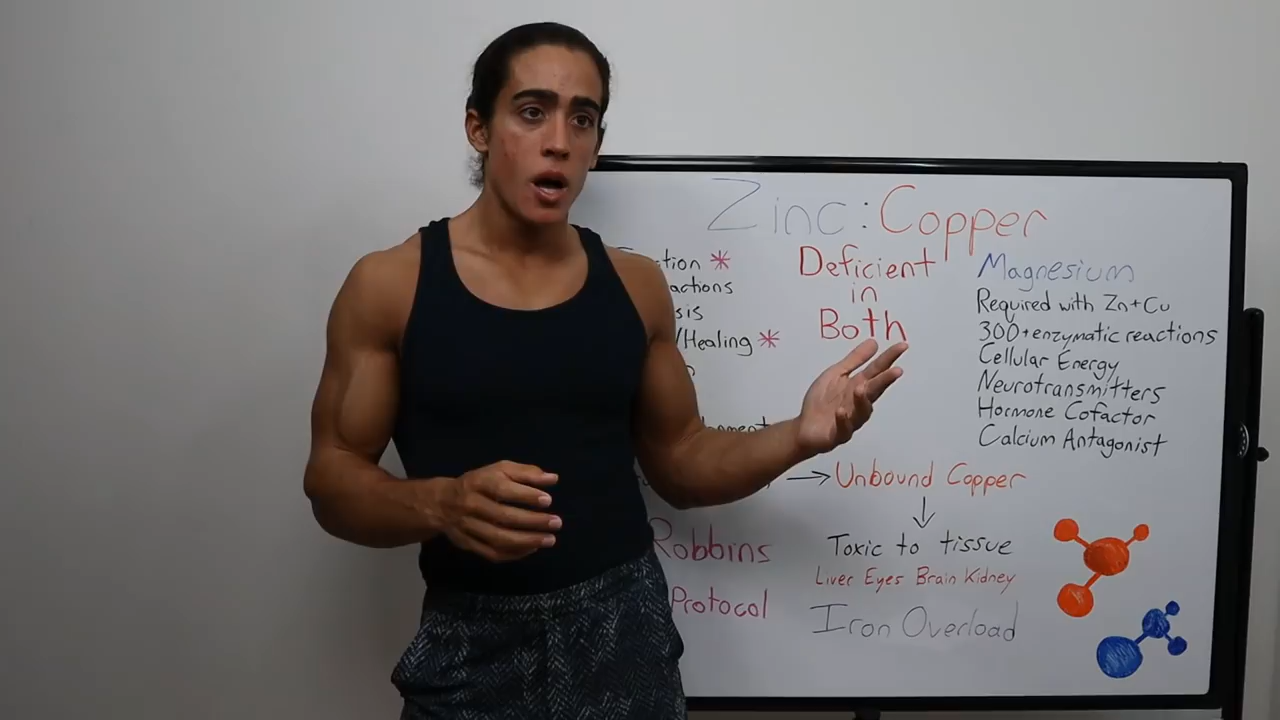 Zinc: Copper
Deficient
in
Both
Magnesium
Required with Zn+Cu
300+enzymatic reactions
Cellular Energy
Neurotransmitters
Hormone Cofactor
Calcium Antagonist
/Healing *
→ Unbound Copper
Toxic to tissue
Liver Eyes Brain Kidney
Iron Overload
Robbins
Protocol